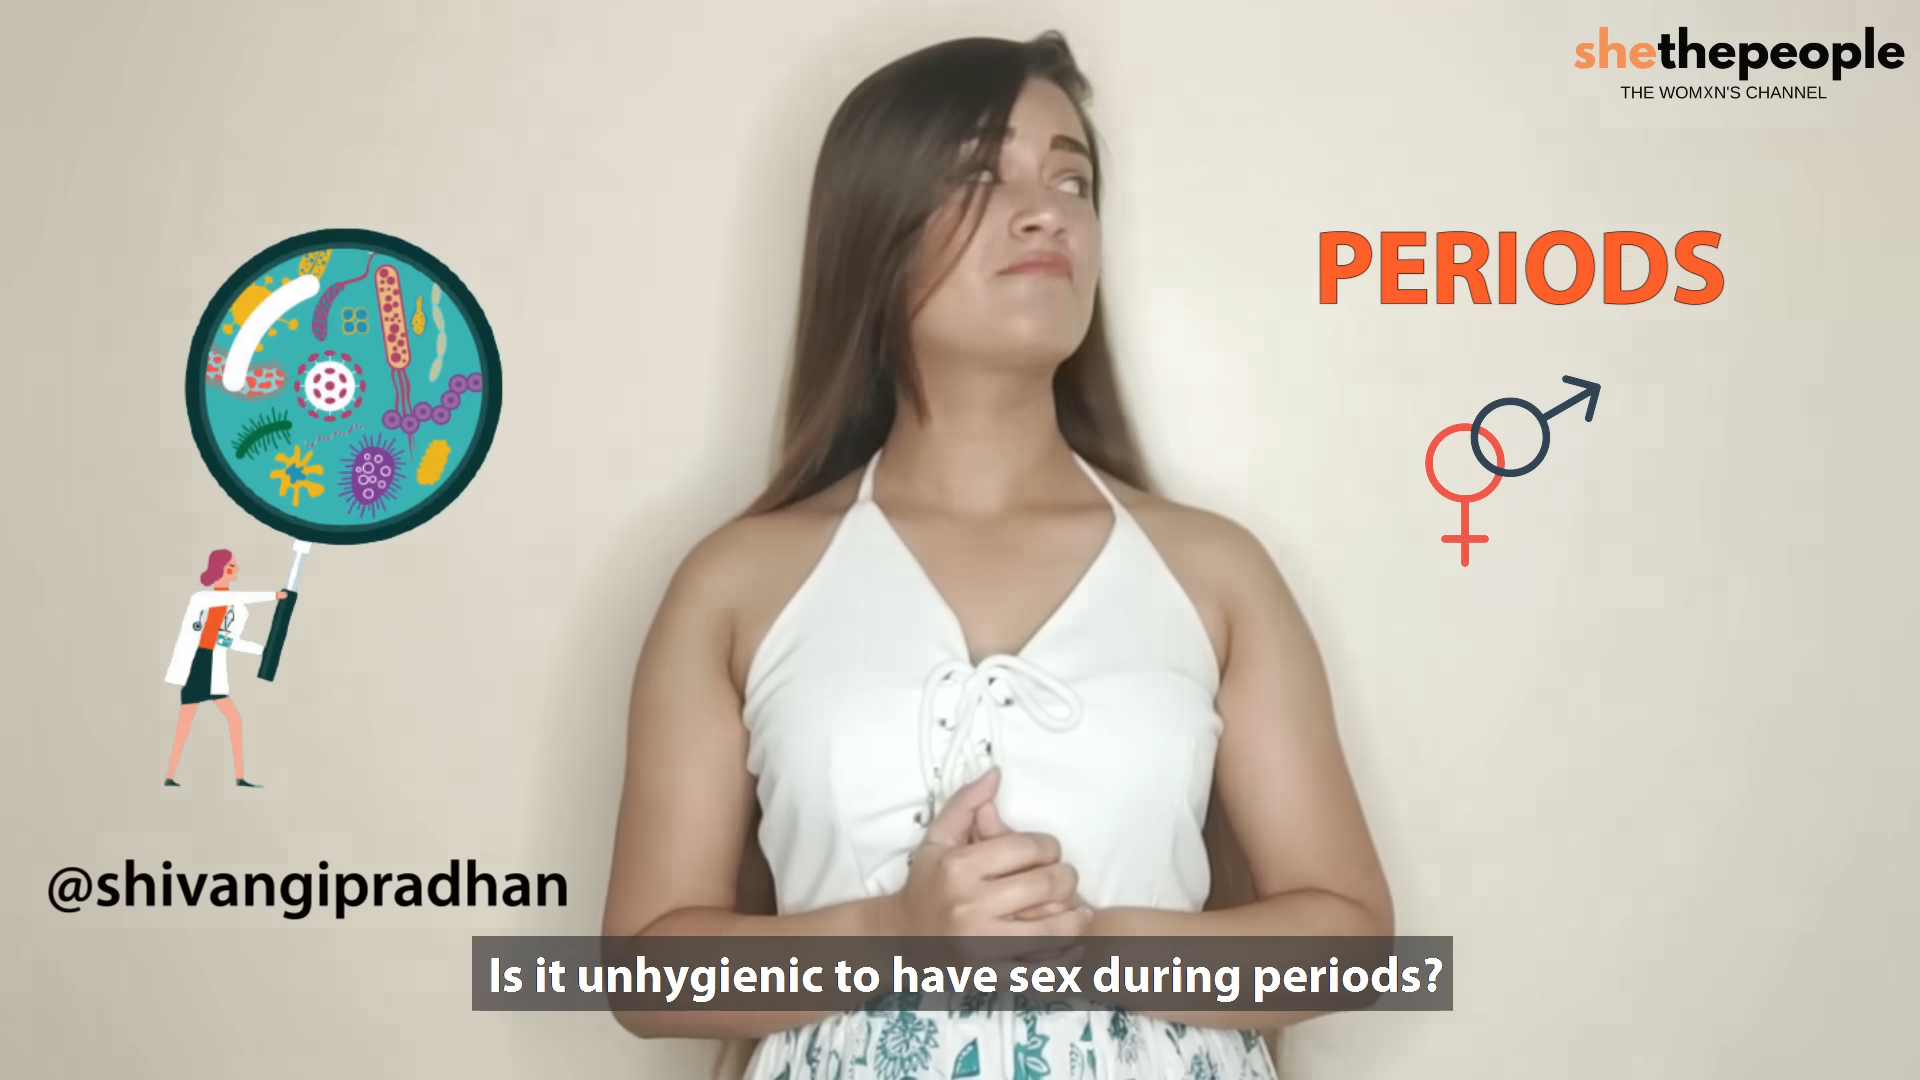 shethepeople
THE WOMXN'S CHANNEL
PERIODS
@shivangipradhan
Is it unhygienic to have sex during periods?